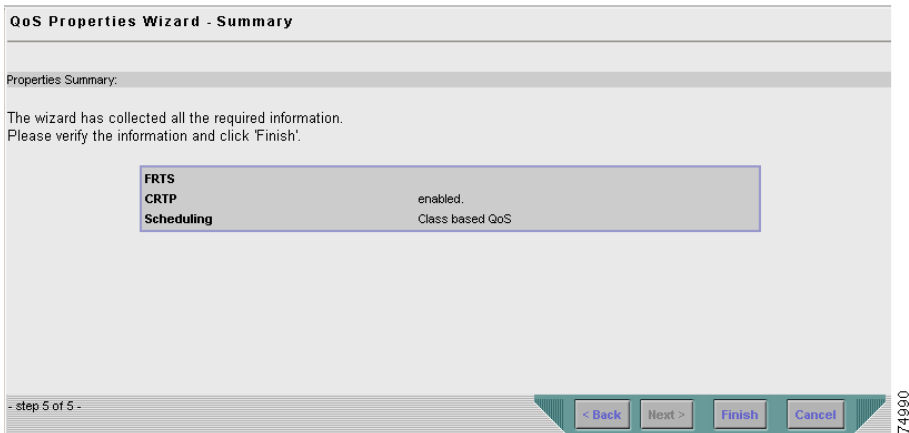 QoS Properties Wizard - Summary
Properties Summary:
The wizard has collected all the required information.
Please verify the information and click 'Finish'.
FRTS
CRTP enabled.
Scheduling Class based QoS
- step 5 of 5 -
< Back Next > Finish Cancel
74990